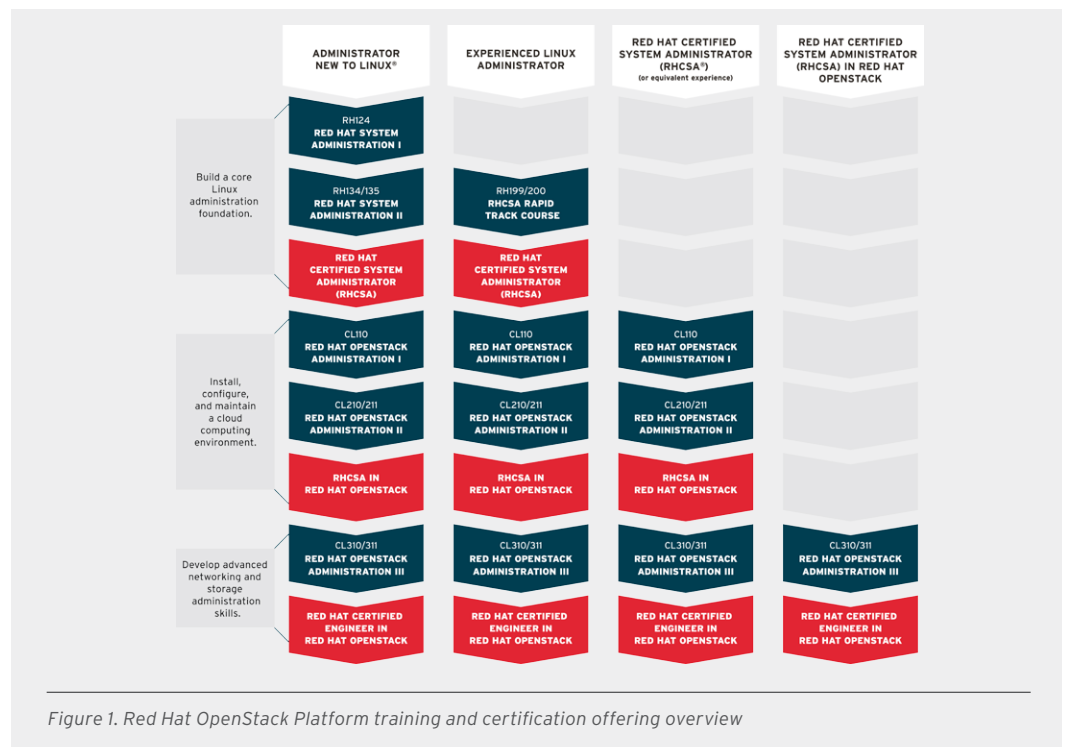 ADMINISTRATOR
NEW TO LINUX®
EXPERIENCED LINUX
ADMINISTRATOR
RED HAT CERTIFIED
SYSTEM ADMINISTRATOR
(RHCSA®)
(or equivalent experience)
RED HAT CERTIFIED
SYSTEM ADMINISTRATOR
(RHCSA) IN RED HAT
OPENSTACK
Build a core
Linux
administration
foundation.
RH124
RED HAT SYSTEM
ADMINISTRATION I
RH134/135
RED HAT SYSTEM
ADMINISTRATION II
RH199/200
RHCSA RAPID
TRACK COURSE
RED HAT
CERTIFIED SYSTEM
ADMINISTRATOR
(RHCSA)
RED HAT
CERTIFIED SYSTEM
ADMINISTRATOR
(RHCSA)
Install,
configure,
and maintain
a cloud
computing
environment.
CL110
RED HAT OPENSTACK
ADMINISTRATION I
CL110
RED HAT OPENSTACK
ADMINISTRATION I
CL110
RED HAT OPENSTACK
ADMINISTRATION I
CL210/211
RED HAT OPENSTACK
ADMINISTRATION II
CL210/211
RED HAT OPENSTACK
ADMINISTRATION II
CL210/211
RED HAT OPENSTACK
ADMINISTRATION II
RHCSA IN
RED HAT OPENSTACK
RHCSA IN
RED HAT OPENSTACK
RHCSA IN
RED HAT OPENSTACK
Develop advanced
networking and
storage
administration
skills.
CL310/311
RED HAT OPENSTACK
ADMINISTRATION III
CL310/311
RED HAT OPENSTACK
ADMINISTRATION III
CL310/311
RED HAT OPENSTACK
ADMINISTRATION III
CL310/311
RED HAT OPENSTACK
ADMINISTRATION III
RED HAT CERTIFIED
ENGINEER IN
RED HAT OPENSTACK
RED HAT CERTIFIED
ENGINEER IN
RED HAT OPENSTACK
RED HAT CERTIFIED
ENGINEER IN
RED HAT OPENSTACK
RED HAT CERTIFIED
ENGINEER IN
RED HAT OPENSTACK
Figure 1. Red Hat OpenStack Platform training and certification offering overview